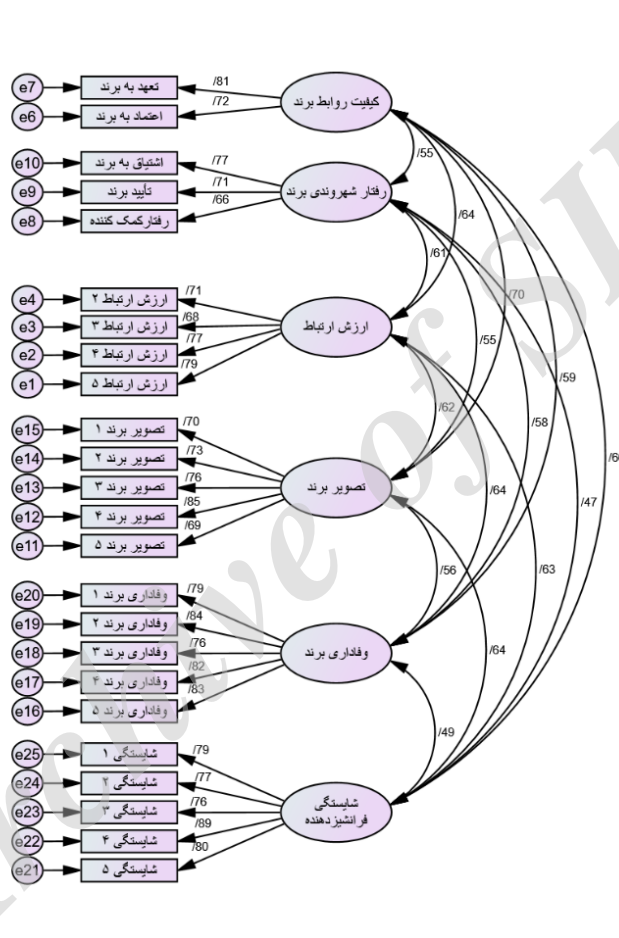 e7 تعهد به برند /81
e6 اعتماد به برند /72
کیفیت روابط برند
e10 اشتیاق به برند /77
e9 تأیید برند /71
e8 رفتارکمک کننده /66
رفتار شهروندی برند
e4 ارزش ارتباط ۲ /71
e3 ارزش ارتباط ۳ /68
e2 ارزش ارتباط ۴ /77
e1 ارزش ارتباط ۵ /79
ارزش ارتباط
e15 تصویر برند ۱ /70
e14 تصویر برند ۲ /73
e13 تصویر برند ۳ /76
e12 تصویر برند ۴ /85
e11 تصویر برند ۵ /69
تصویر برند
e20 وفاداری برند ۱ /79
e19 وفاداری برند ۲ /84
e18 وفاداری برند ۳ /76
e17 وفاداری برند ۴ /82
e16 وفاداری برند ۵ /83
وفاداری برند
e25 شایستگی ۱ /79
e24 شایستگی ۲ /77
e23 شایستگی ۳ /76
e22 شایستگی ۴ /89
e21 شایستگی ۵ /80
شایستگی
فرانشیزدهنده
/55
/64
/61
/70
/55
/59
/62
/58
/64
/47
/56
/63
/64
/49
Archive of SI